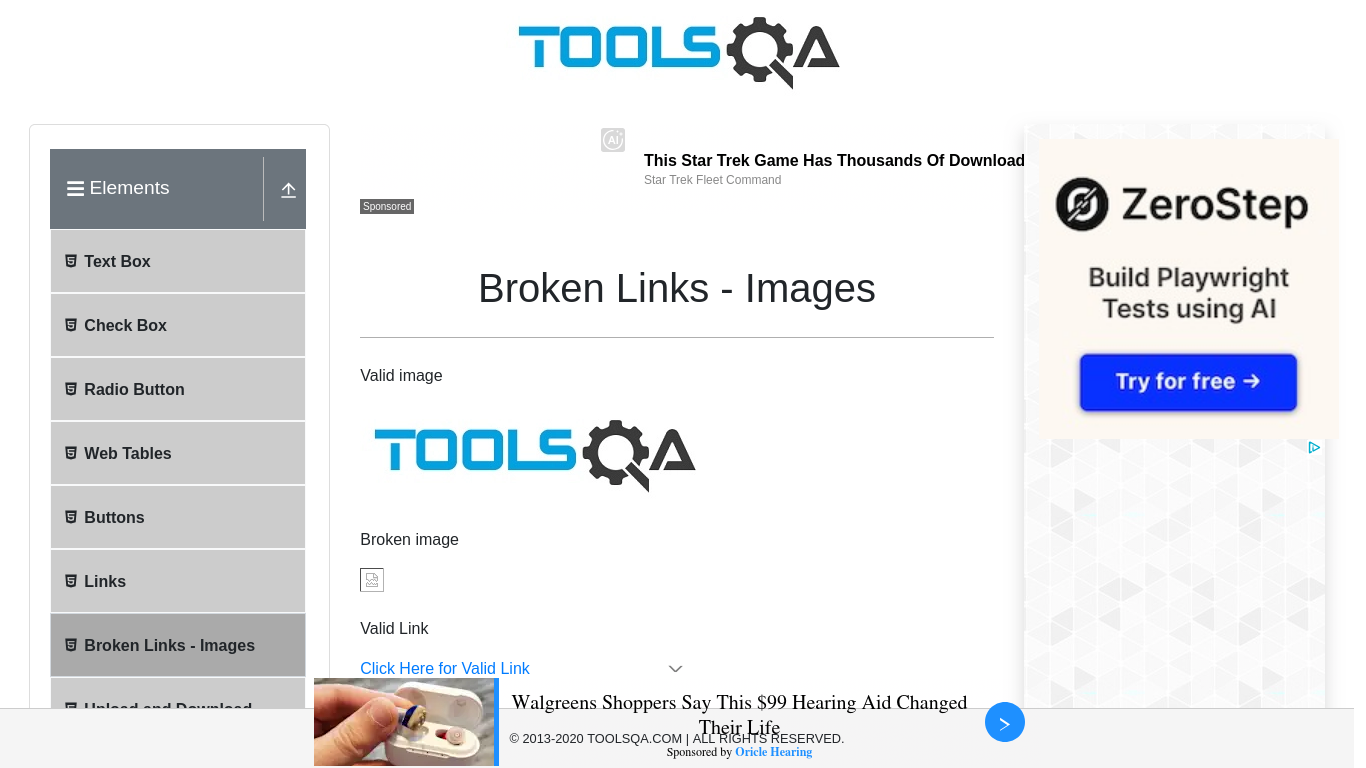 TOOLSQA
Elements
Text Box
Check Box
Radio Button
Web Tables
Buttons
Links
Broken Links - Images
Upload and Download
AI
This Star Trek Game Has Thousands Of Download
Star Trek Fleet Command
Sponsored
Broken Links - Images
Valid image
TOOLSQA
Broken image
Valid Link
Click Here for Valid Link
ZeroStep
Build Playwright
Tests using AI
Try for free →
Walgreens Shoppers Say This $99 Hearing Aid Changed
Their Life
Sponsored by Oricle Hearing
© 2013-2020 TOOLSQA.COM | ALL RIGHTS RESERVED.